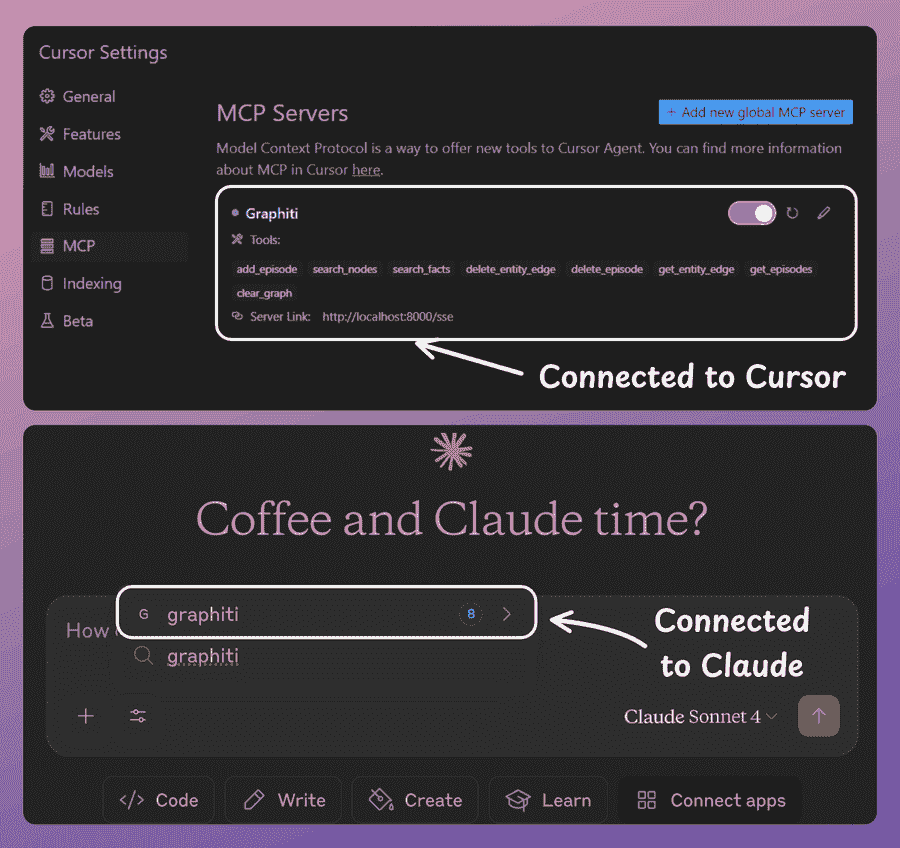 Cursor Settings
General
Features
Models
Rules
MCP
Indexing
Beta
MCP Servers
+ Add new global MCP server
Model Context Protocol is a way to offer new tools to Cursor Agent. You can find more information
about MCP in Cursor here.
Graphiti
Tools:
add_episode search_nodes search_facts delete_entity_edge delete_episode get_entity_edge get_episodes
clear_graph
Server Link: http://localhost:8000/sse
Connected to Cursor
Coffee and Claude time?
G graphiti 8
How
graphiti
Connected
to Claude
Claude Sonnet 4
</> Code
Write
Create
Learn
Connect apps